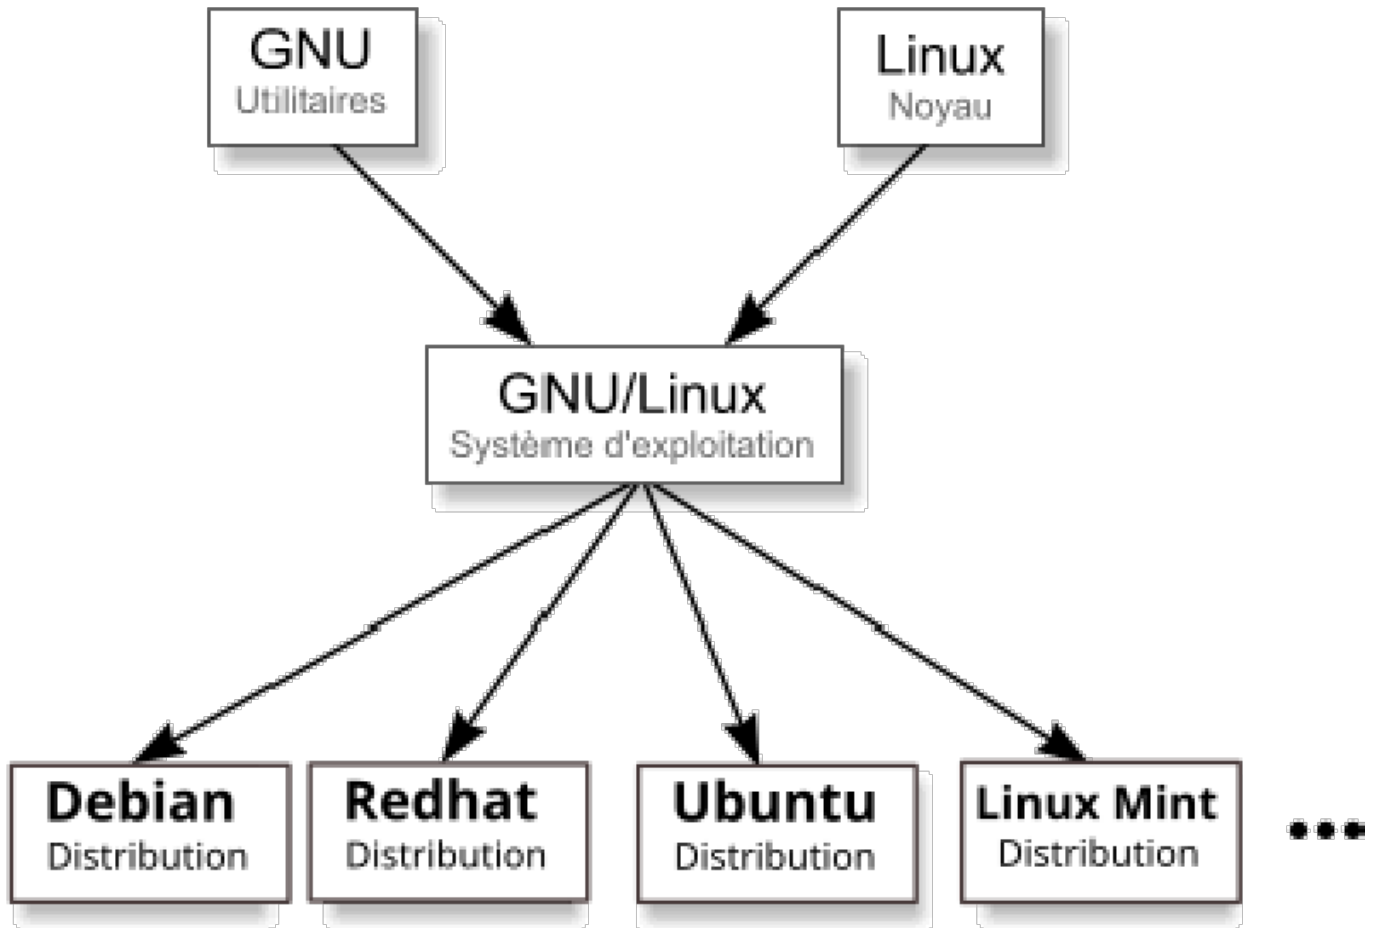 GNU
Utilitaires
Linux
Noyau
GNU/Linux
Système d'exploitation
Debian
Distribution
Redhat
Distribution
Ubuntu
Distribution
Linux Mint
Distribution
...